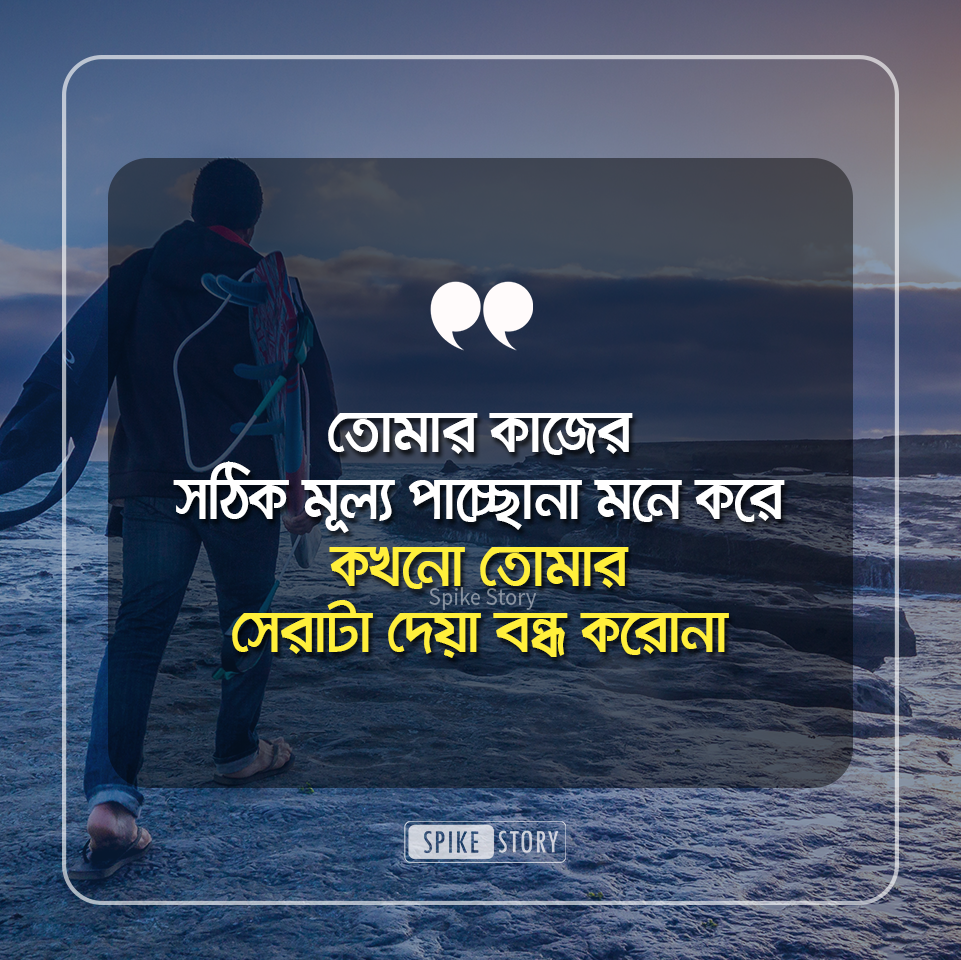 তোমার কাজের
সঠিক মূল্য পাচ্ছোনা মনে করে
কখনো তোমার
Spike Story
সেরাটা দেয়া বন্ধ করোনা
SPIKE STORY